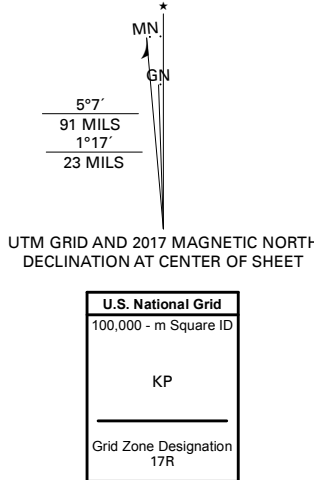 MN
GN
5°7´
91 MILS
1°17´
23 MILS
UTM GRID AND 2017 MAGNETIC NORTH
DECLINATION AT CENTER OF SHEET
U.S. National Grid
100,000 - m Square ID
KP
Grid Zone Designation
17R